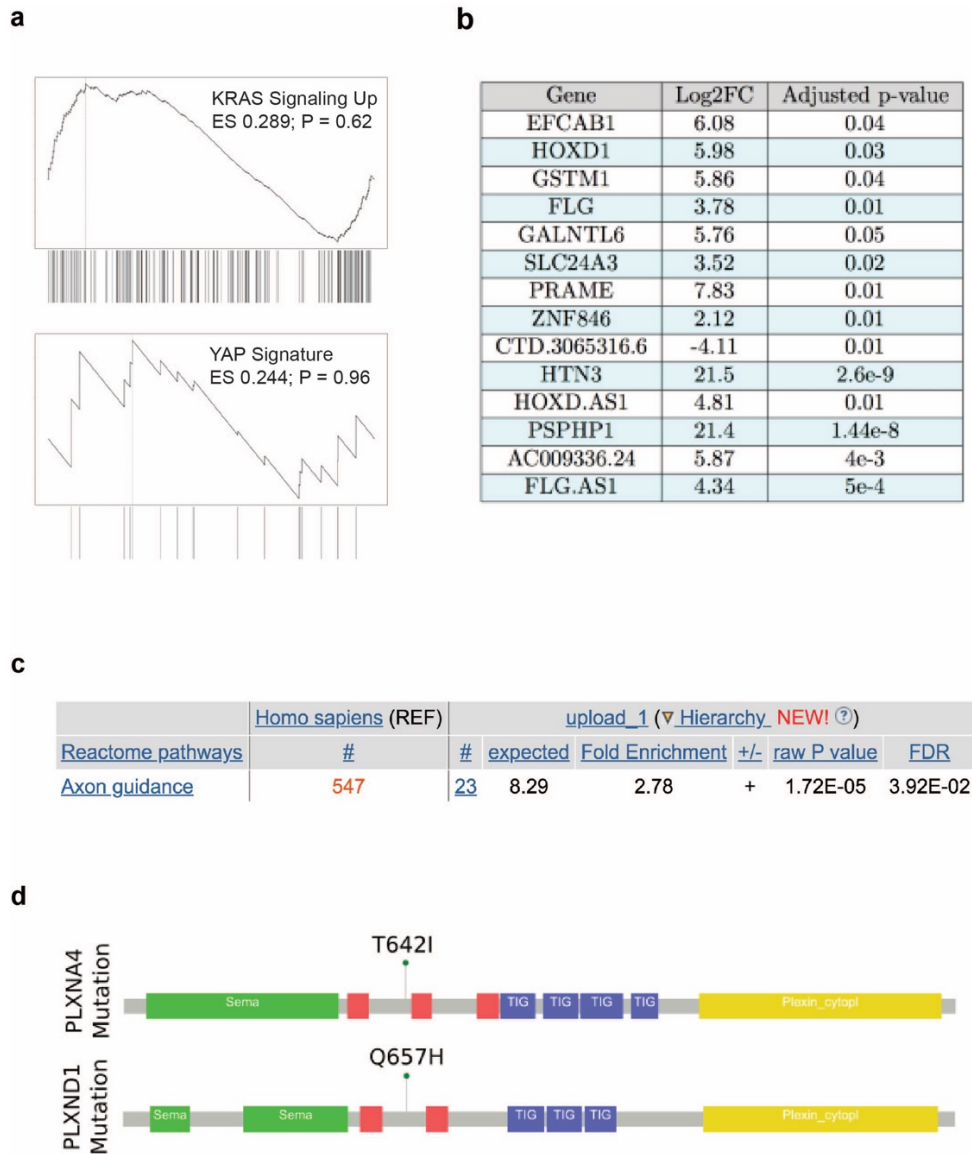 a
KRAS Signaling Up
ES 0.289; P = 0.62
YAP Signature
ES 0.244; P = 0.96
b
Gene Log2FC Adjusted p-value
EFCAB1 6.08 0.04
HOXD1 5.98 0.03
GSTM1 5.86 0.04
FLG 3.78 0.01
GALNTL6 5.76 0.05
SLC24A3 3.52 0.02
PRAME 7.83 0.01
ZNF846 2.12 0.01
CTD.3065316.6 -4.11 0.01
HTN3 21.5 2.6e-9
HOXD.AS1 4.81 0.01
PSPHP1 21.4 1.44e-8
AC009336.24 5.87 4e-3
FLG.AS1 4.34 5e-4
c
Homo sapiens (REF) upload_1 (▼ Hierarchy NEW! ?)
Reactome pathways # # expected Fold Enrichment +/- raw P value FDR
Axon guidance 547 23 8.29 2.78 + 1.72E-05 3.92E-02
d
PLXNA4
Mutation
T642I
Sema TIG TIG TIG TIG Plexin_cytopl
PLXND1
Mutation
Q657H
Sema Sema TIG TIG TIG Plexin_cytopl